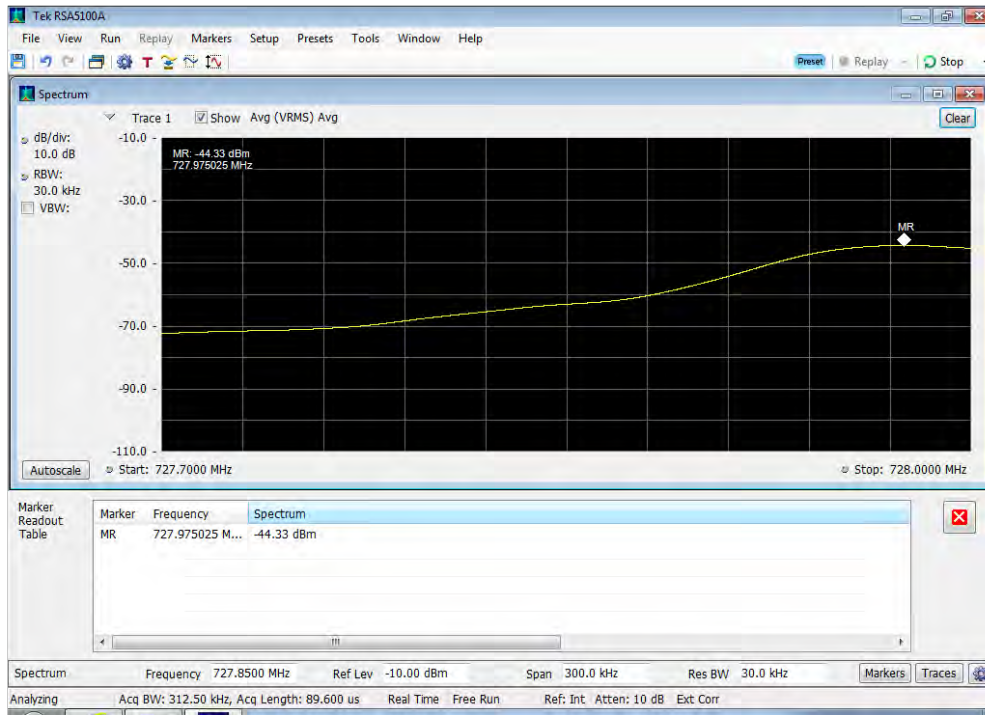 Tek RSA5100A
File View Run Replay Markers Setup Presets Tools Window Help
T Preset Replay Stop
Spectrum
Trace 1 Show Avg (VRMS) Avg Clear
dB/div:
10.0 dB
RBW:
30.0 kHz
VBW:
-10.0
-30.0
-50.0
-70.0
-90.0
-110.0
MR: -44.33 dBm
727.975025 MHz
MR
Autoscale Start: 727.7000 MHz Stop: 728.0000 MHz
Marker
Readout
Table
Marker Frequency Spectrum
MR 727.975025 M... -44.33 dBm
Spectrum Frequency 727.8500 MHz Ref Lev -10.00 dBm Span 300.0 kHz Res BW 30.0 kHz Markers Traces
Analyzing Acq BW: 312.50 kHz, Acq Length: 89.600 us Real Time Free Run Ref: Int Atten: 10 dB Ext Corr